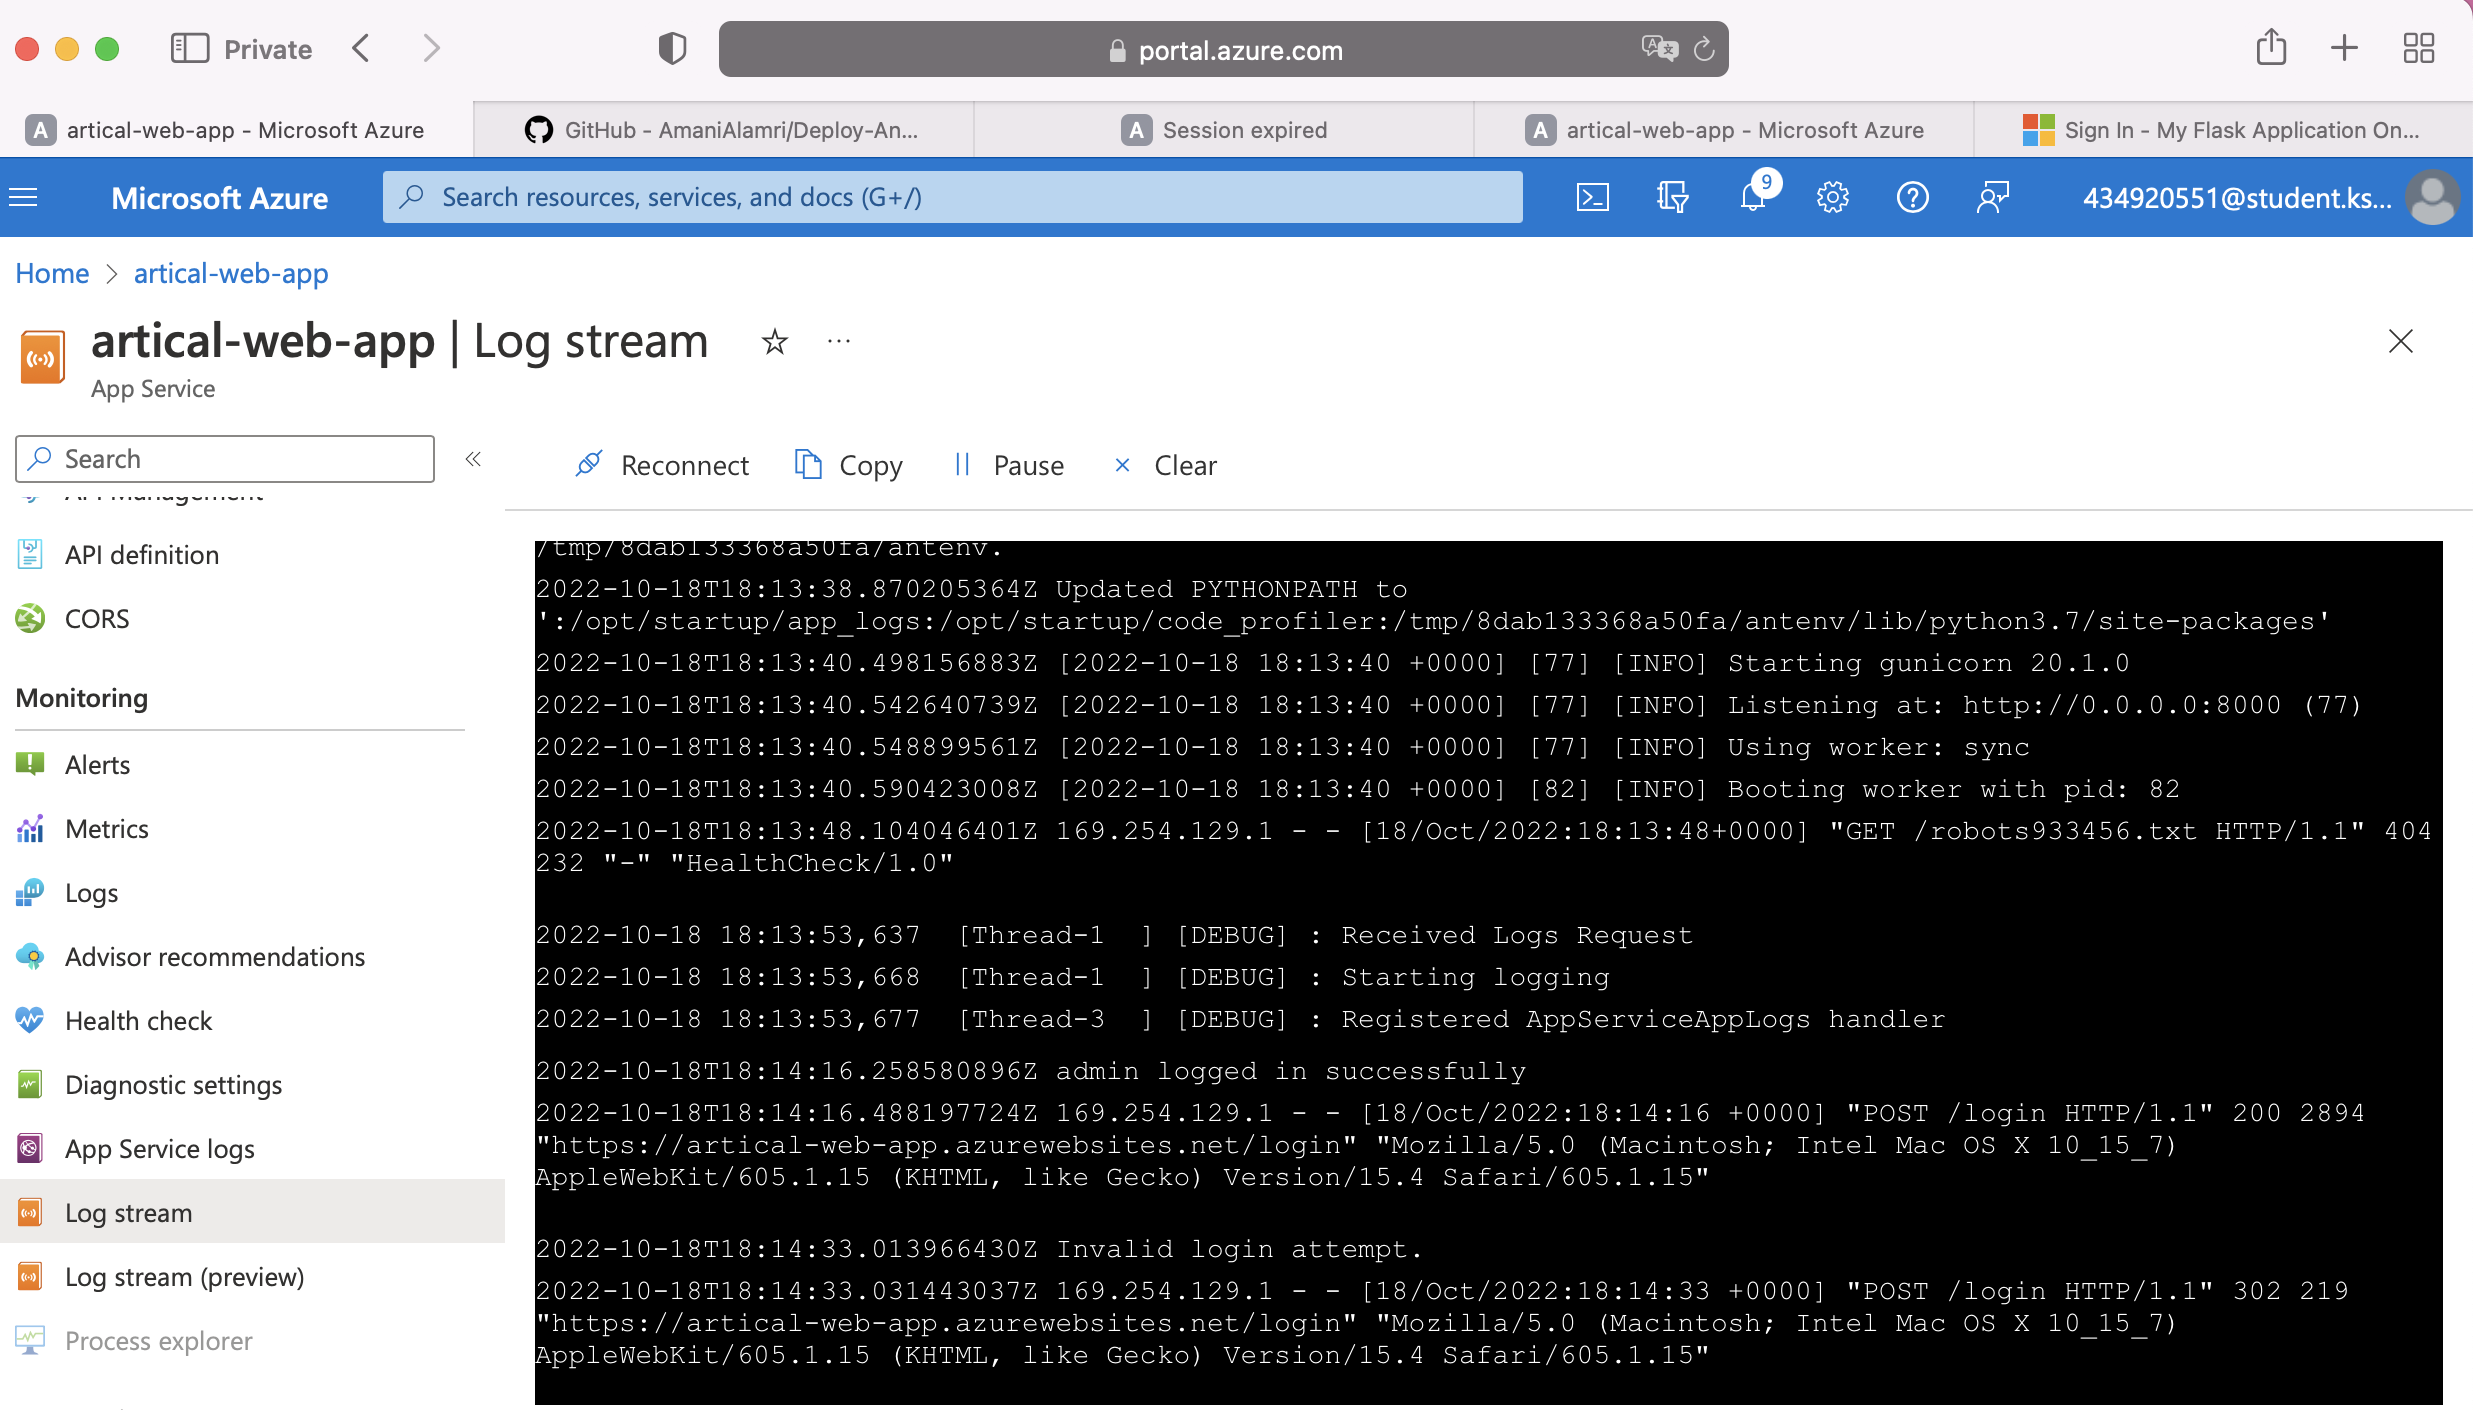 Private
portal.azure.com
A artical-web-app - Microsoft Azure
GitHub - AmaniAlamri/Deploy-An...
A Session expired
A artical-web-app - Microsoft Azure
Sign In - My Flask Application On...
Microsoft Azure
Search resources, services, and docs (G+/)
9
434920551@student.ks...
Home > artical-web-app
artical-web-app | Log stream
App Service
Search
«
Reconnect
Copy
Pause
Clear
API Management
API definition
CORS
Monitoring
Alerts
Metrics
Logs
Advisor recommendations
Health check
Diagnostic settings
App Service logs
Log stream
Log stream (preview)
Process explorer
/tmp/8dab133368a50fa/antenv.
2022-10-18T18:13:38.870205364Z Updated PYTHONPATH to
':/opt/startup/app_logs:/opt/startup/code_profiler:/tmp/8dab133368a50fa/antenv/lib/python3.7/site-packages'
2022-10-18T18:13:40.498156883Z [2022-10-18 18:13:40 +0000] [77] [INFO] Starting gunicorn 20.1.0
2022-10-18T18:13:40.542640739Z [2022-10-18 18:13:40 +0000] [77] [INFO] Listening at: http://0.0.0.0:8000 (77)
2022-10-18T18:13:40.548899561Z [2022-10-18 18:13:40 +0000] [77] [INFO] Using worker: sync
2022-10-18T18:13:40.590423008Z [2022-10-18 18:13:40 +0000] [82] [INFO] Booting worker with pid: 82
2022-10-18T18:13:48.104046401Z 169.254.129.1 - - [18/Oct/2022:18:13:48+0000] "GET /robots933456.txt HTTP/1.1" 404
232 "-" "HealthCheck/1.0"
2022-10-18 18:13:53,637 [Thread-1 ] [DEBUG] : Received Logs Request
2022-10-18 18:13:53,668 [Thread-1 ] [DEBUG] : Starting logging
2022-10-18 18:13:53,677 [Thread-3 ] [DEBUG] : Registered AppServiceAppLogs handler
2022-10-18T18:14:16.258580896Z admin logged in successfully
2022-10-18T18:14:16.488197724Z 169.254.129.1 - - [18/Oct/2022:18:14:16 +0000] "POST /login HTTP/1.1" 200 2894
"https://artical-web-app.azurewebsites.net/login" "Mozilla/5.0 (Macintosh; Intel Mac OS X 10_15_7)
AppleWebKit/605.1.15 (KHTML, like Gecko) Version/15.4 Safari/605.1.15"
2022-10-18T18:14:33.013966430Z Invalid login attempt.
2022-10-18T18:14:33.031443037Z 169.254.129.1 - - [18/Oct/2022:18:14:33 +0000] "POST /login HTTP/1.1" 302 219
"https://artical-web-app.azurewebsites.net/login" "Mozilla/5.0 (Macintosh; Intel Mac OS X 10_15_7)
AppleWebKit/605.1.15 (KHTML, like Gecko) Version/15.4 Safari/605.1.15"